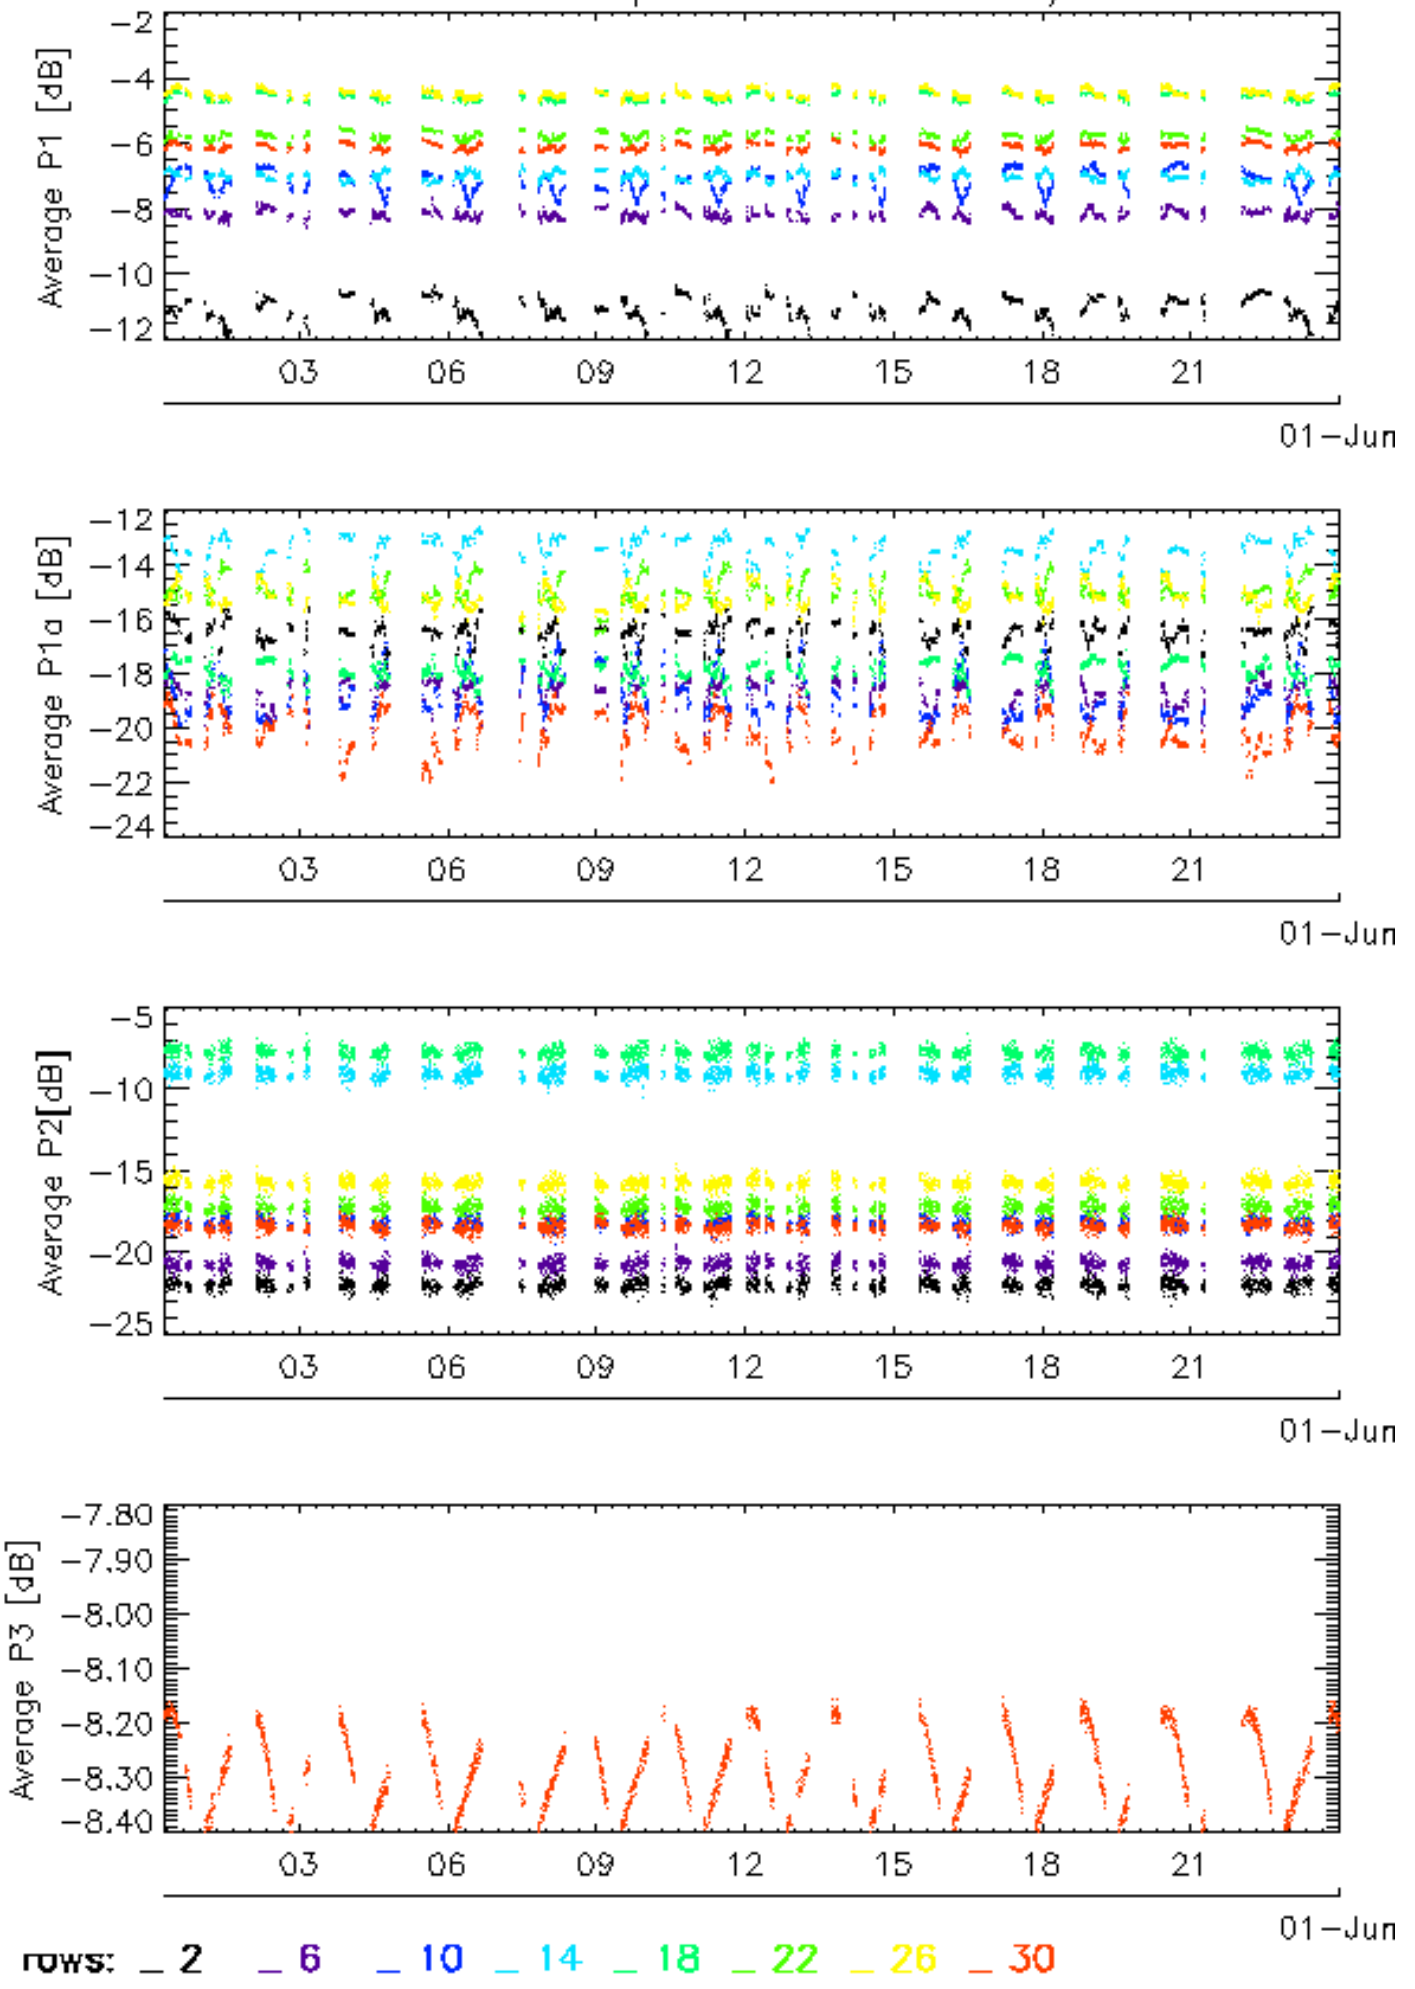 Average P1 [dB]
-2
-4
-6
-8
-10
-12
03 06 09 12 15 18 21
01-Jun
Average P1a [dB]
-12
-14
-16
-18
-20
-22
-24
03 06 09 12 15 18 21
01-Jun
Average P2[dB]
-5
-10
-15
-20
-25
03 06 09 12 15 18 21
01-Jun
Average P3 [dB]
-7.80
-7.90
-8.00
-8.10
-8.20
-8.30
-8.40
03 06 09 12 15 18 21
01-Jun
rows: _ 2 _ 6 _ 10 _ 14 _ 18 _ 22 _ 26 _ 30